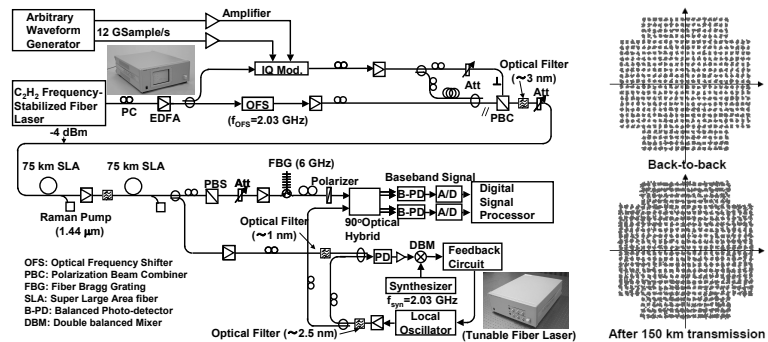 Arbitrary
Waveform
Generator
Amplifier
12 GSample/s
IQ Mod.
Att
Optical Filter
(~3 nm)
C₂H₂ Frequency-
Stabilized Fiber
Laser
PC
EDFA
OFS
(f_OFS=2.03 GHz)
//
⊥
PBC
Att
-4 dBm
75 km SLA
75 km SLA
PBS
Att
FBG (6 GHz)
Polarizer
Baseband Signal
B-PD
A/D
B-PD
A/D
Digital
Signal
Processor
90°Optical
Hybrid
Raman Pump
(1.44 μm)
Optical Filter
(~1 nm)
PD
DBM
Feedback
Circuit
Synthesizer
f_syn=2.03 GHz
Local
Oscillator
Optical Filter (~2.5 nm)
(Tunable Fiber Laser)
OFS: Optical Frequency Shifter
PBC: Polarization Beam Combiner
FBG: Fiber Bragg Grating
SLA: Super Large Area fiber
B-PD: Balanced Photo-detector
DBM: Double balanced Mixer
Back-to-back
After 150 km transmission